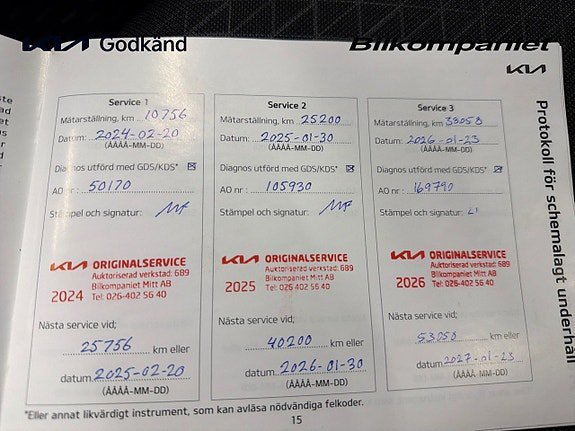 KIA Godkänd
Bilkompaniet
KIA
Protokoll för schemalagt underhåll
Service 1
Mätarställning, km 10756
Datum: 2024-02-20
(ÅÅÅÅ-MM-DD)
Diagnos utförd med GDS/KDS*
AO nr : 50170
Stämpel och signatur:
KIA ORIGINALSERVICE
Auktoriserad verkstad: 689
Bilkompaniet Mitt AB
2024 Tel: 026-402 56 40
Nästa service vid;
25756 km eller
datum 2025-02-20
(ÅÅÅÅ-MM-DD)
Service 2
Mätarställning, km 25200
Datum: 2025-01-30
(ÅÅÅÅ-MM-DD)
Diagnos utförd med GDS/KDS*
AO nr : 105930
Stämpel och signatur:
KIA ORIGINALSERVICE
Auktoriserad verkstad: 689
Bilkompaniet Mitt AB
2025 Tel: 026-402 56 40
Nästa service vid;
40200 km eller
datum 2026-01-30
(ÅÅÅÅ-MM-DD)
Service 3
Mätarställning, km 38058
Datum: 2026-01-23
(ÅÅÅÅ-MM-DD)
Diagnos utförd med GDS/KDS*
AO nr : 169790
Stämpel och signatur:
KIA ORIGINALSERVICE
Auktoriserad verkstad: 689
Bilkompaniet Mitt AB
2026 Tel: 026-402 56 40
Nästa service vid;
53058 km eller
datum 2027-01-23
(ÅÅÅÅ-MM-DD)
*Eller annat likvärdigt instrument, som kan avläsa nödvändiga felkoder.
15